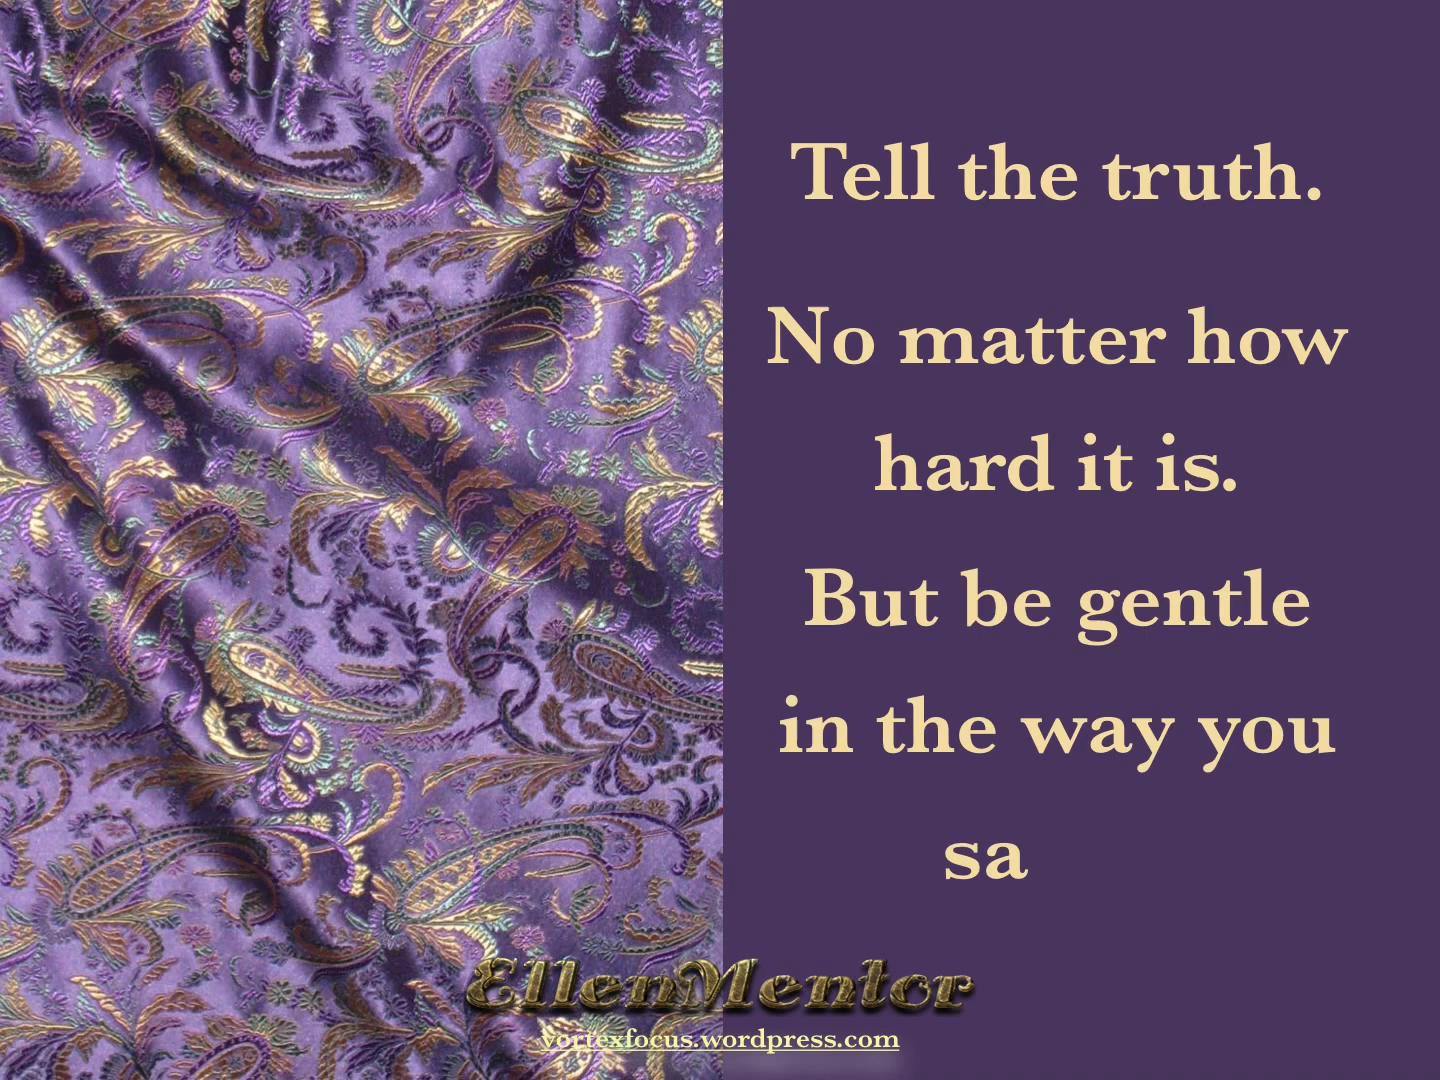 Tell the truth.
No matter how
hard it is.
But be gentle
in the way you
sa
EllenMentor
vortexfocus.wordpress.com